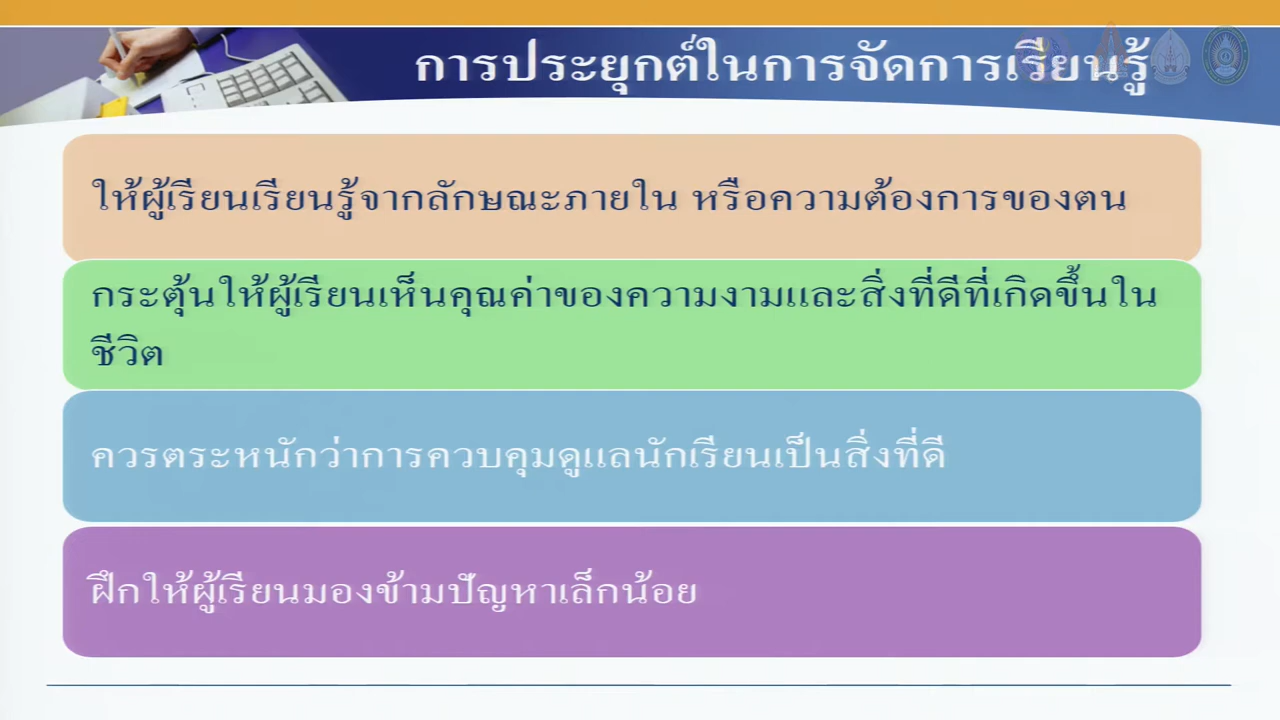 การประยุกต์ในการจัดการเรียนรู้
ให้ผู้เรียนเรียนรู้จากลักษณะภายใน หรือความต้องการของตน
กระตุ้นให้ผู้เรียนเห็นคุณค่าของความงามและสิ่งที่ดีที่เกิดขึ้นใน
ชีวิต
ควรตระหนักว่าการควบคุมดูแลนักเรียนเป็นสิ่งที่ดี
ฝึกให้ผู้เรียนมองข้ามปัญหาเล็กน้อย